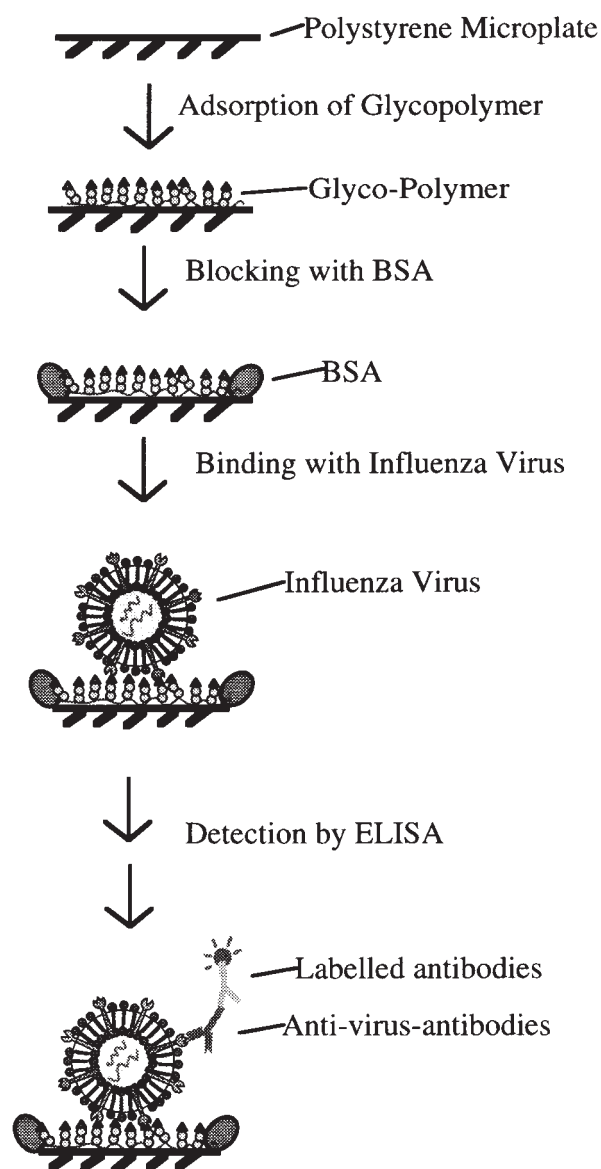 Polystyrene Microplate
Adsorption of Glycopolymer
Glyco-Polymer
Blocking with BSA
BSA
Binding with Influenza Virus
Influenza Virus
Detection by ELISA
Labelled antibodies
Anti-virus-antibodies